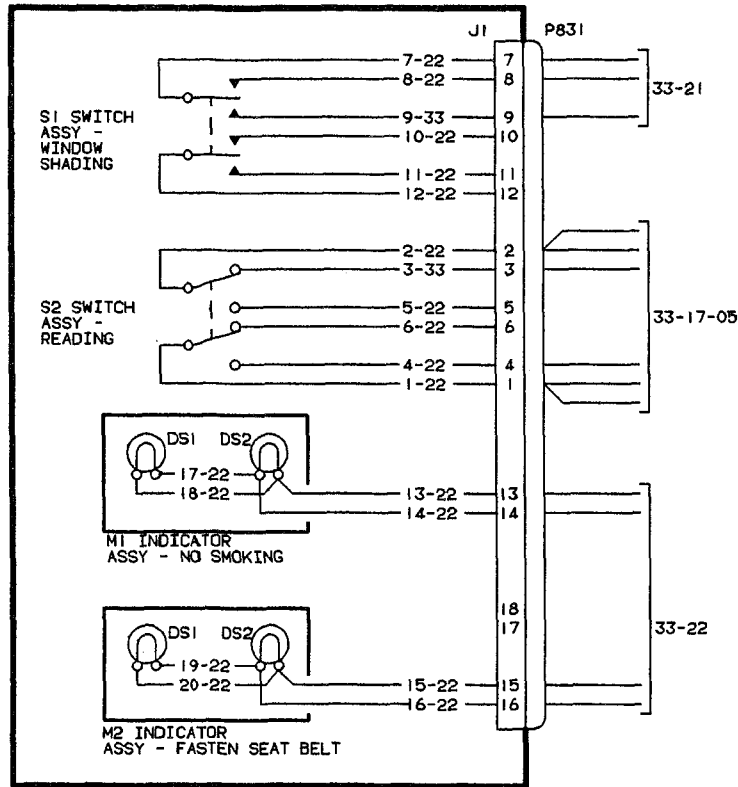 J1 P831
7-22 7
8-22 8
9-33 9
10-22 10
11-22 11
12-22 12
33-21
S1 SWITCH
ASSY -
WINDOW
SHADING
2-22 2
3-33 3
5-22 5
6-22 6
4-22 4
1-22 1
33-17-05
S2 SWITCH
ASSY -
READING
DS1 DS2
17-22
18-22
13-22 13
14-22 14
M1 INDICATOR
ASSY - NO SMOKING
18
17
33-22
DS1 DS2
19-22
20-22
15-22 15
16-22 16
M2 INDICATOR
ASSY - FASTEN SEAT BELT